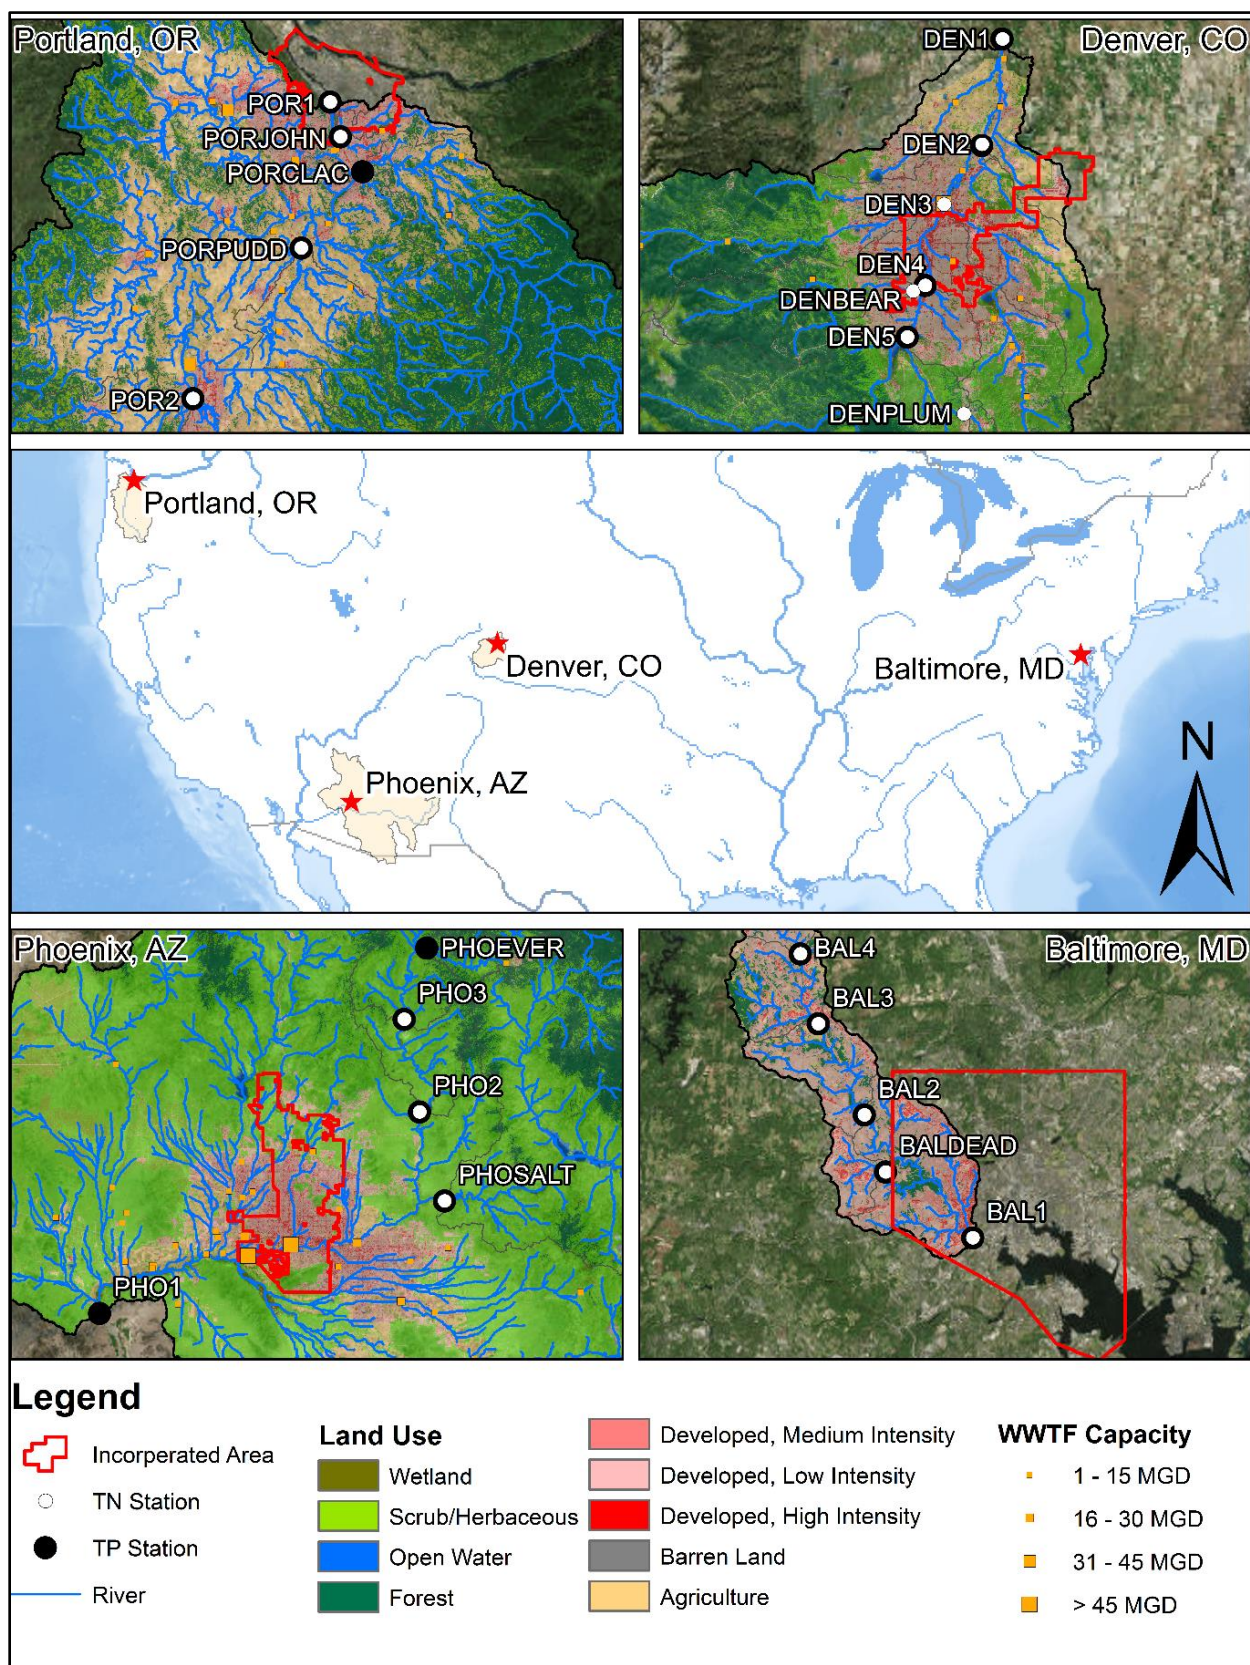 Portland, OR
POR1
PORJOHN
PORCLAC
PORPUDD
POR2
Denver, CO
DEN1
DEN2
DEN3
DEN4
DENBEAR
DEN5
DENPLUM
Portland, OR
Denver, CO
Baltimore, MD
Phoenix, AZ
N
Phoenix, AZ
PHOEVER
PHO3
PHO2
PHOSALT
PHO1
Baltimore, MD
BAL4
BAL3
BAL2
BALDEAD
BAL1
Legend
Incorperated Area
TN Station
TP Station
River
Land Use
Wetland
Scrub/Herbaceous
Open Water
Forest
Developed, Medium Intensity
Developed, Low Intensity
Developed, High Intensity
Barren Land
Agriculture
WWTF Capacity
1 - 15 MGD
16 - 30 MGD
31 - 45 MGD
> 45 MGD